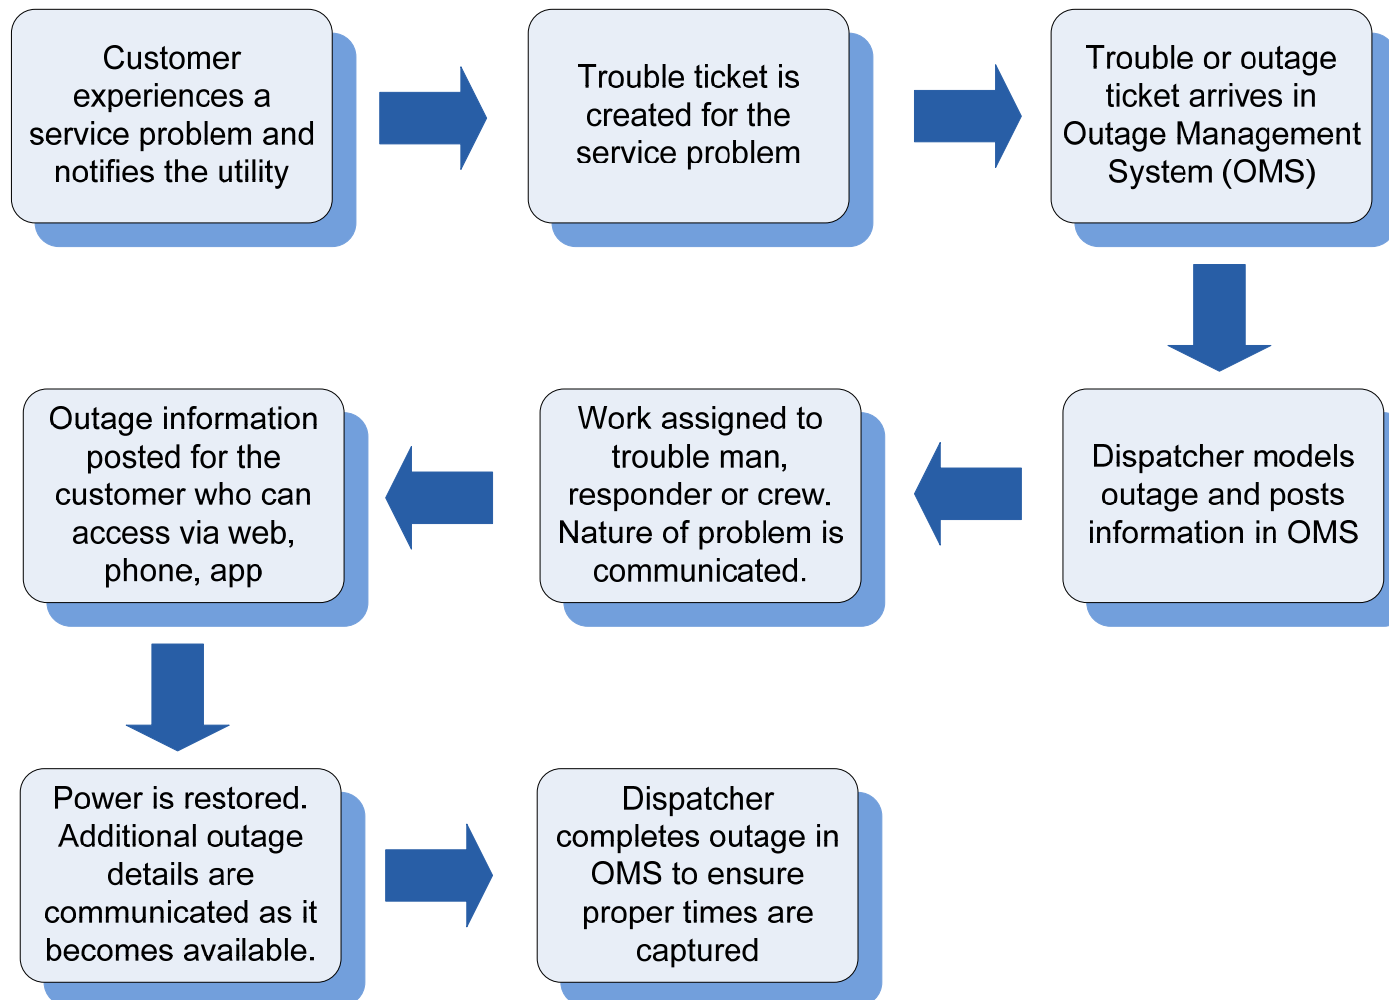 Customer
experiences a
service problem and
notifies the utility
Trouble ticket is
created for the
service problem
Trouble or outage
ticket arrives in
Outage Management
System (OMS)
Dispatcher models
outage and posts
information in OMS
Work assigned to
trouble man,
responder or crew.
Nature of problem is
communicated.
Outage information
posted for the
customer who can
access via web,
phone, app
Power is restored.
Additional outage
details are
communicated as it
becomes available.
Dispatcher
completes outage in
OMS to ensure
proper times are
captured